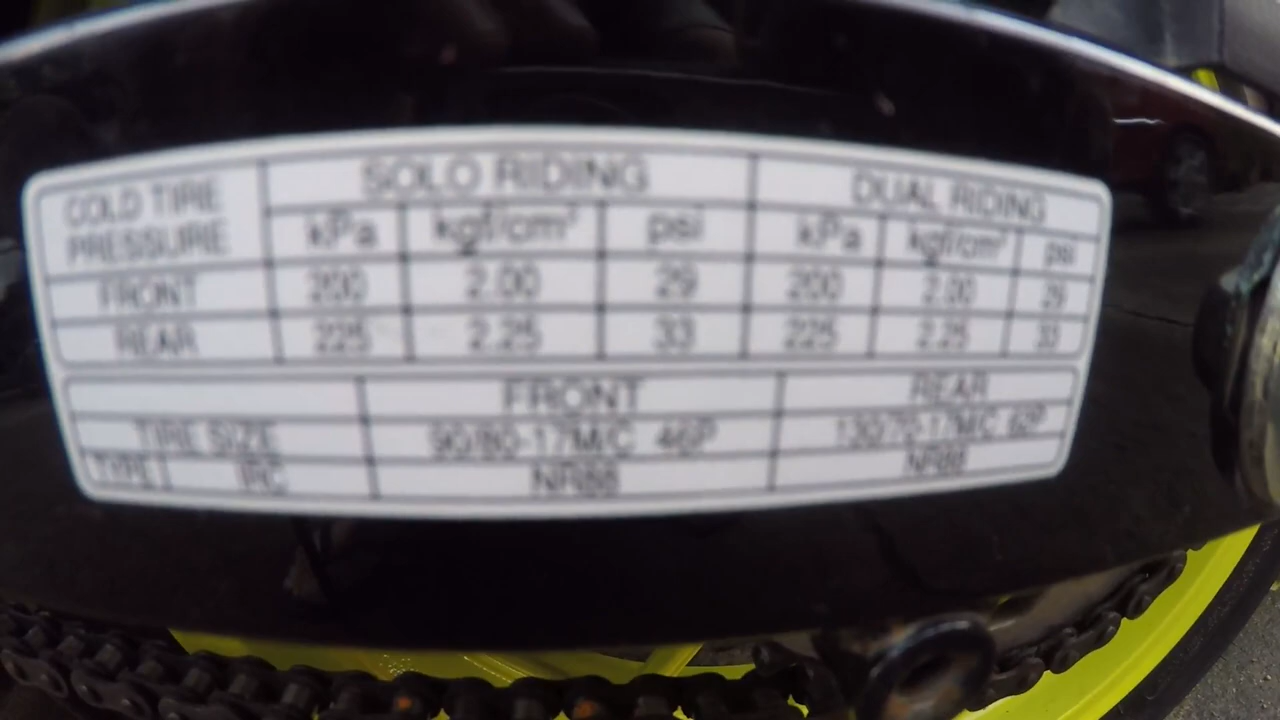 COLD TIRE PRESSURE SOLO RIDING DUAL RIDING
kPa kgf/cm² psi kPa kgf/cm² psi
FRONT 200 2.00 29 200 2.00 29
REAR 225 2.25 33 225 2.25 33
FRONT REAR
TIRE SIZE 90/80-17M/C 46P 130/70-17M/C 62P
TYPE IRC NR88 NR88